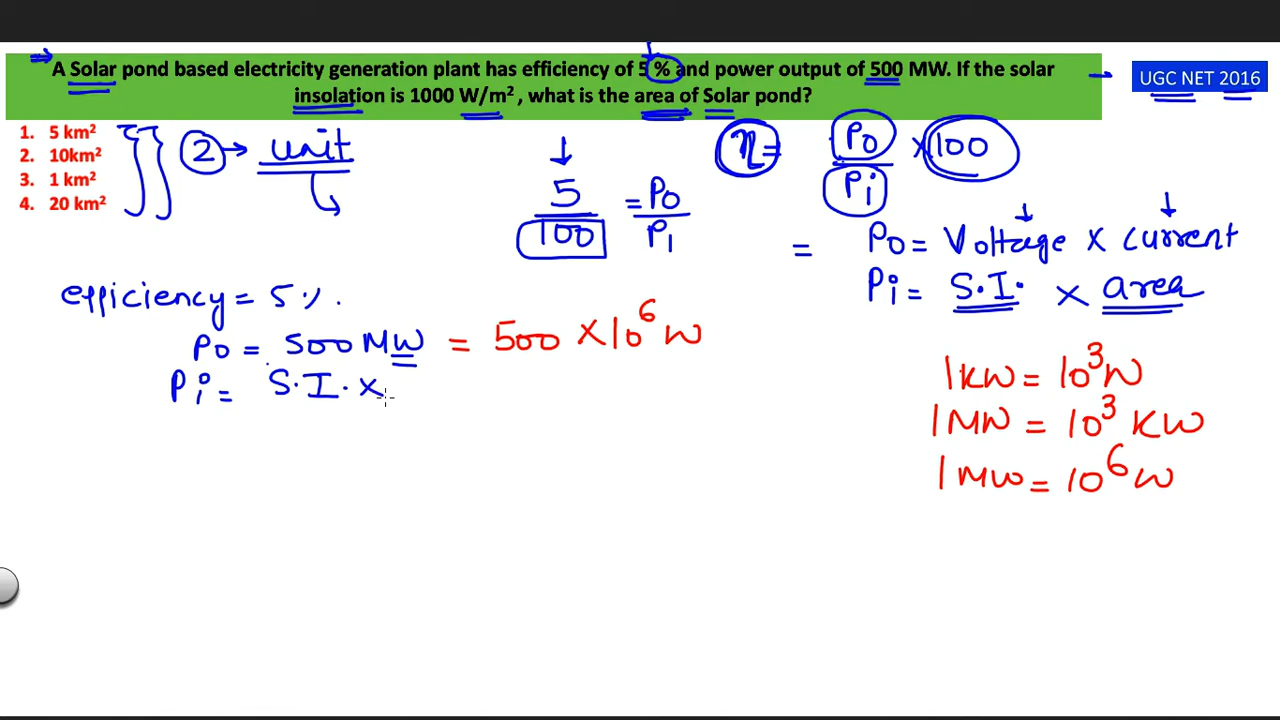 A Solar pond based electricity generation plant has efficiency of 5 % and power output of 500 MW. If the solar
insolation is 1000 W/m², what is the area of Solar pond?
UGC NET 2016
1. 5 km²
2. 10km²
3. 1 km²
4. 20 km²
2 → unit
5/100 = Po/Pi
η = Po/Pi × 100
= Po = Voltage × current
Pi = S.I. × area
efficiency = 5 %.
Po = 500 MW = 500 × 10⁶ W
Pi = S.I. ×
1KW = 10³W
1MW = 10³ KW
1MW = 10⁶ W